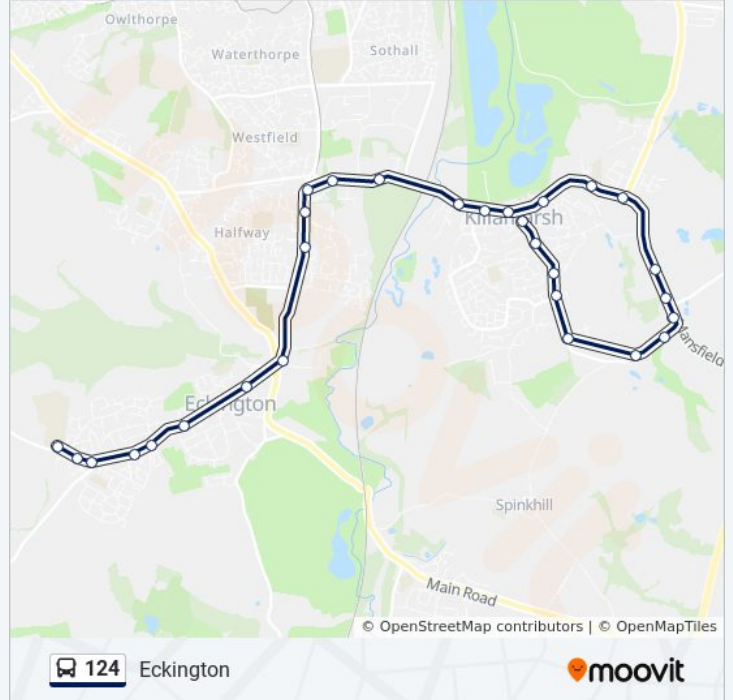 Owlthorpe
Waterthorpe
Sothall
Westfield
Killamarsh
Halfway
Mansfield
Eckington
Spinkhill
Main Road
© OpenStreetMap contributors | © OpenMapTiles
124 Eckington
moovit